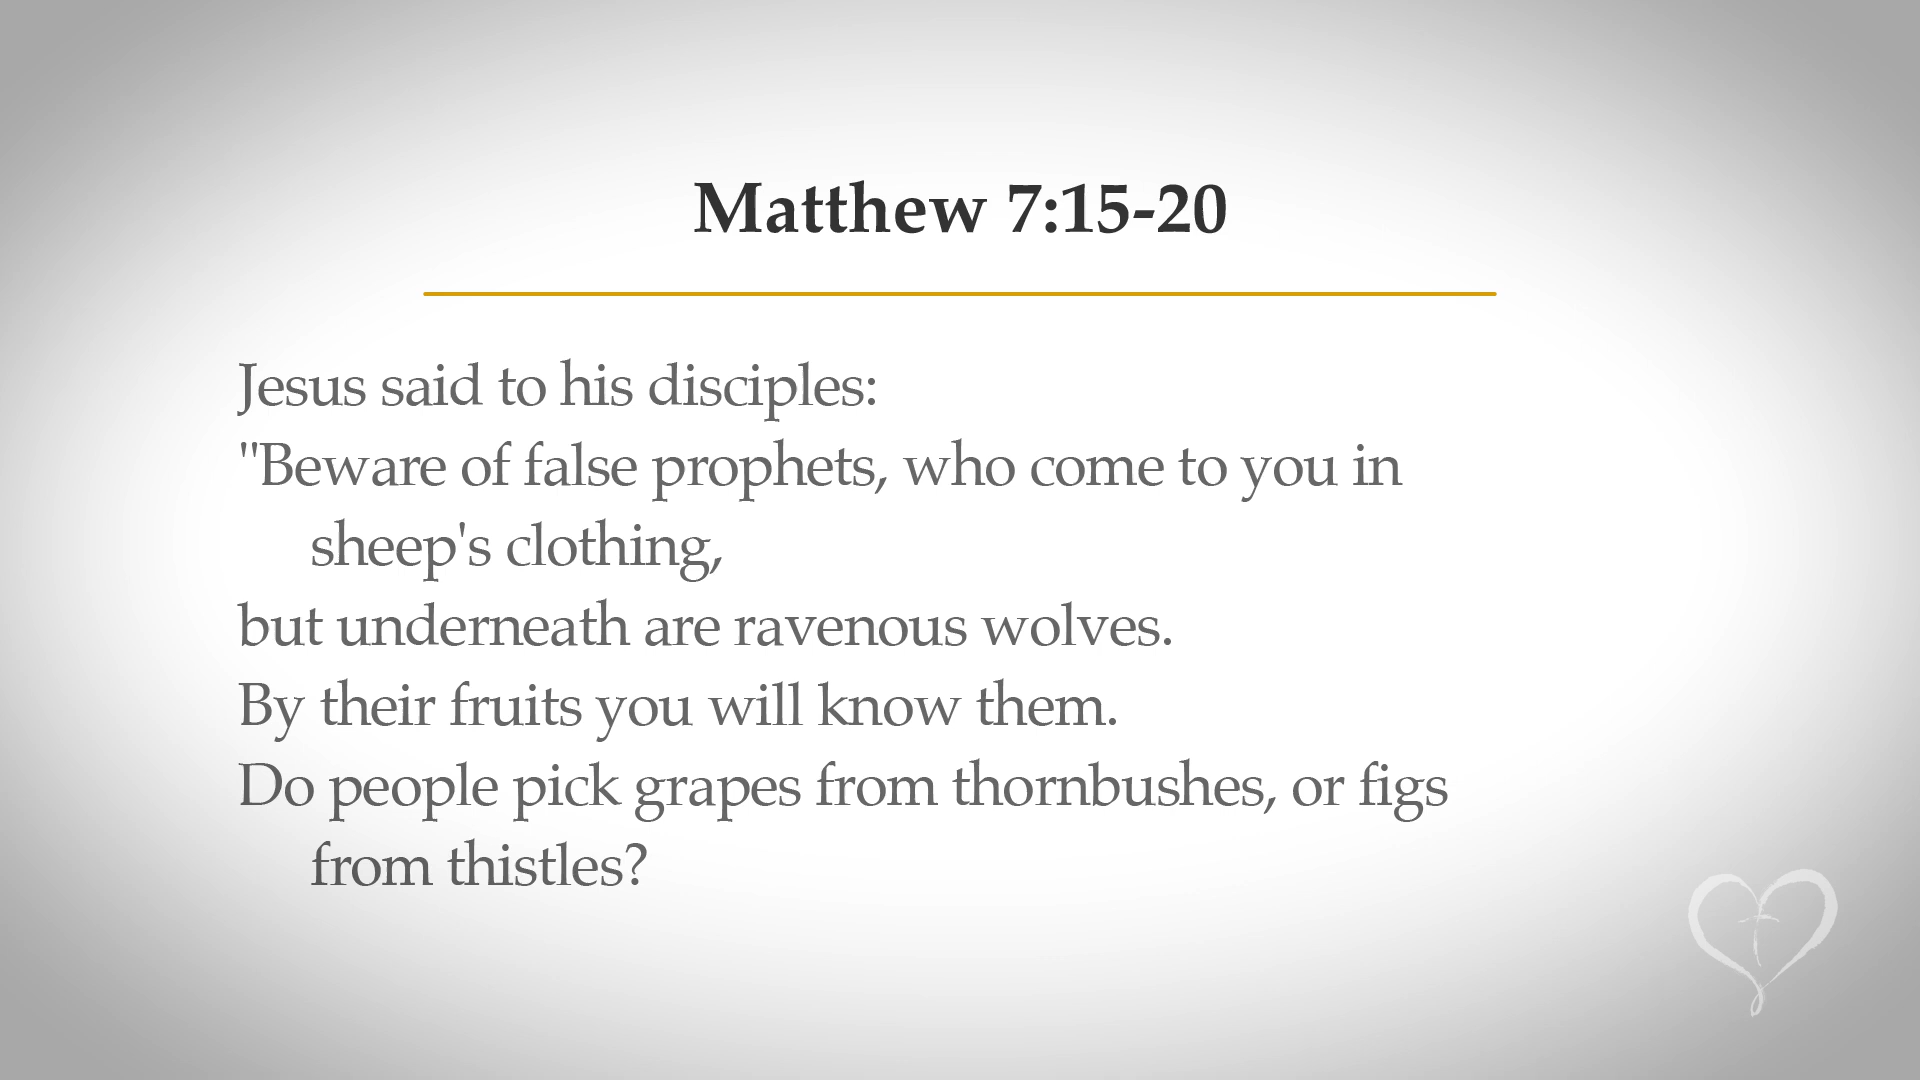 Matthew 7:15-20
Jesus said to his disciples:
"Beware of false prophets, who come to you in
sheep's clothing,
but underneath are ravenous wolves.
By their fruits you will know them.
Do people pick grapes from thornbushes, or figs
from thistles?